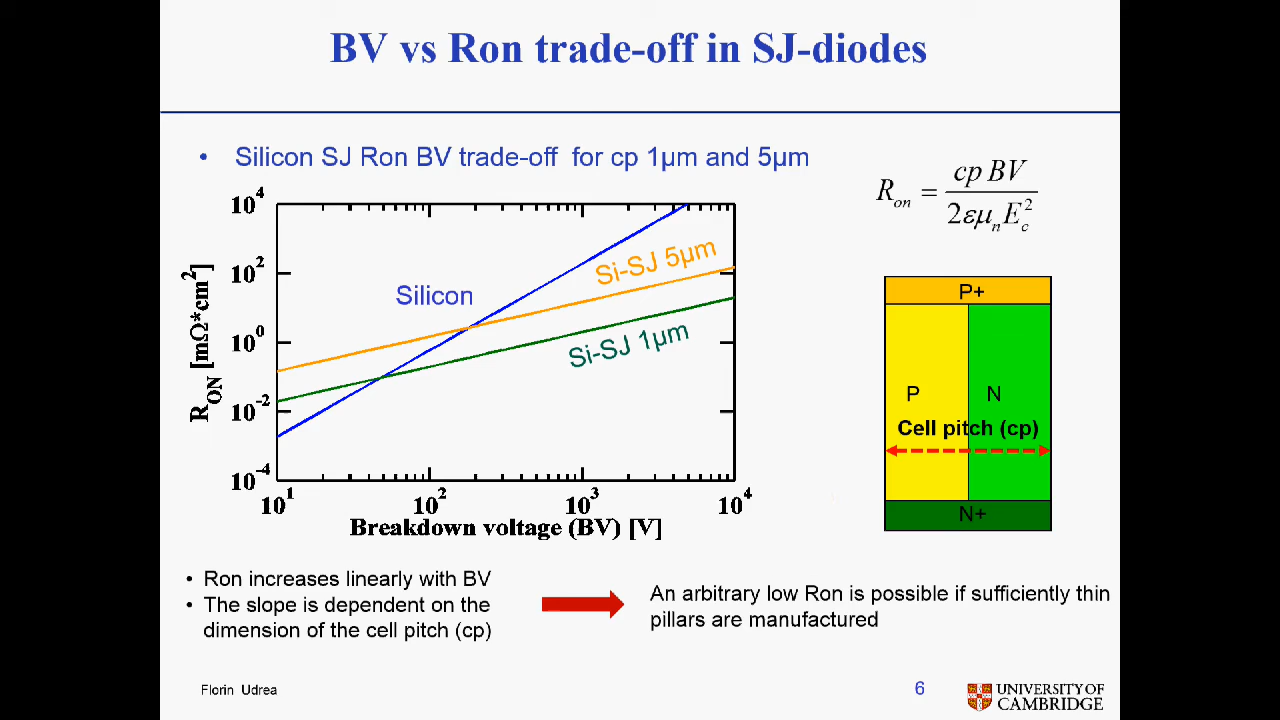 BV vs Ron trade-off in SJ-diodes
• Silicon SJ Ron BV trade-off for cp 1µm and 5µm
R_on = cp BV / 2εμ_n E_c^2
10^4
10^2
10^0
10^-2
10^-4
R_ON [mΩ*cm^2]
Silicon
Si-SJ 5µm
Si-SJ 1µm
10^1 10^2 10^3 10^4
Breakdown voltage (BV) [V]
P+
P N
Cell pitch (cp)
N+
• Ron increases linearly with BV
• The slope is dependent on the
dimension of the cell pitch (cp)
An arbitrary low Ron is possible if sufficiently thin
pillars are manufactured
Florin Udrea
6
UNIVERSITY OF
CAMBRIDGE